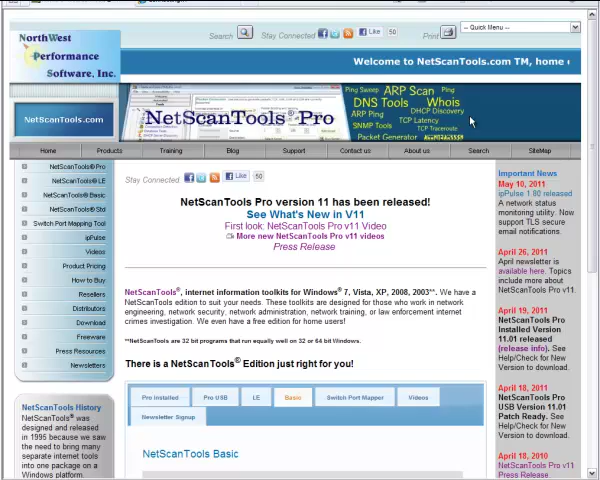 Search
Stay Connected
Like
50
Print
-- Quick Menu --
NorthWest
Performance
Software, Inc.
Welcome to NetScanTools.com TM, home o
NetScanTools.com
NetScanTools® Pro
Ping Sweep
ARP Scan
Ping
DNS Tools
Whois
ARP Ping
DHCP Discovery
TCP Latency
SNMP Tools
TCP Traceroute
Packet Generator
Home
Products
Training
Blog
Support
Contact us
About us
Search
SiteMap
NetScanTools® Pro
NetScanTools® LE
NetScanTools® Basic
NetScanTools® Std
Switch Port Mapping Tool
ipPulse
Videos
Product Pricing
How to Buy
Resellers
Distributors
Download
Freeware
Press Resources
Newsletters
NetScanTools History
NetScanTools® was
designed and released
in 1995 because we saw
the need to bring many
separate internet tools
into one package on a
Windows platform.
Stay Connected
Like
50
NetScanTools Pro version 11 has been released!
See What's New in V11
First look: NetScanTools Pro v11 Video
More new NetScanTools Pro v11 videos
Press Release
NetScanTools®, internet information toolkits for Windows® 7, Vista, XP, 2008, 2003**. We have a
NetScanTools edition to suit your needs. These toolkits are designed for those who work in network
engineering, network security, network administration, network training, or law enforcement internet
crimes investigation. We even have a free edition for home users!
**NetScanTools are 32 bit programs that run equally well on 32 or 64 bit Windows.
There is a NetScanTools® Edition just right for you!
Pro Installed
Pro USB
LE
Basic
Switch Port Mapper
Videos
Newsletter Signup
NetScanTools Basic
Important News
May 10, 2011
ipPulse 1.80 released
A network status
monitoring utility. Now
support TLS secure
email notifications.
April 26, 2011
April newsletter is
available here. Topics
include more about
NetScanTools Pro v11.
April 19, 2011
NetScanTools Pro
Installed Version
11.01 released
(release info). See
Help/Check for New
Version to download.
April 18, 2011
NetScanTools Pro
USB Version 11.01
Patch Ready. See
Help/Check for New
Version to download.
April 18, 2010
NetScanTools Pro v11
Press Release.